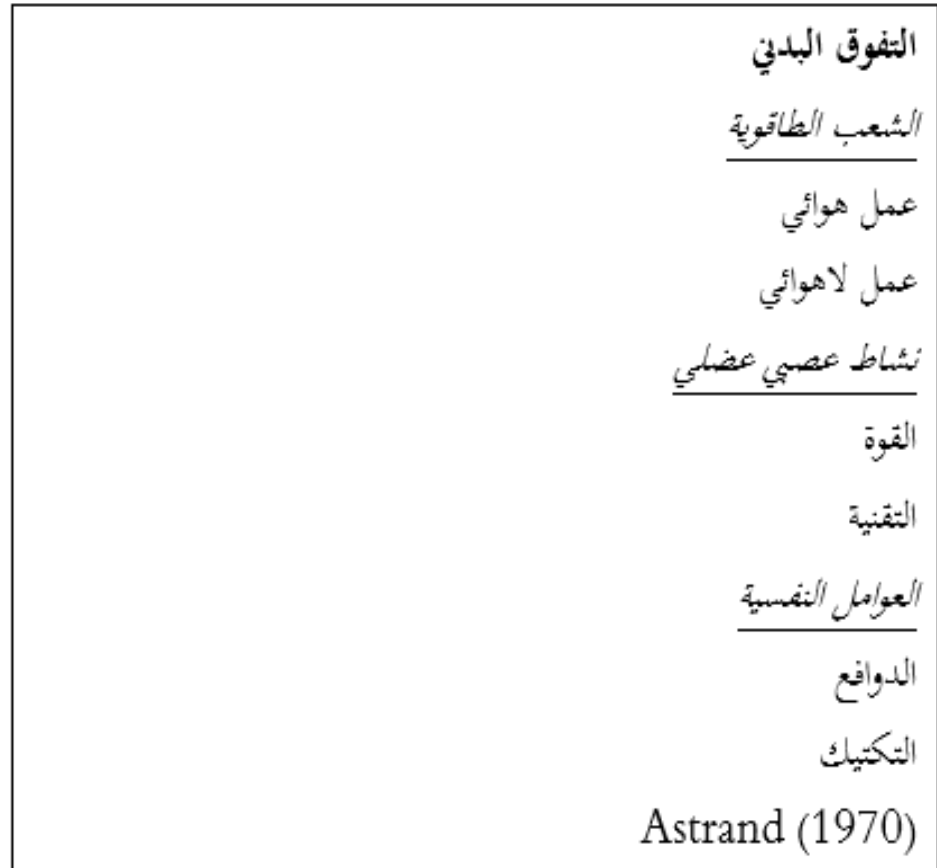 التفوق البدني
الشعب الطاقوية
عمل هوائي
عمل لاهوائي
نشاط عصبي عضلي
القوة
التقنية
العوامل النفسية
الدوافع
التكتيك
Astrand (1970)